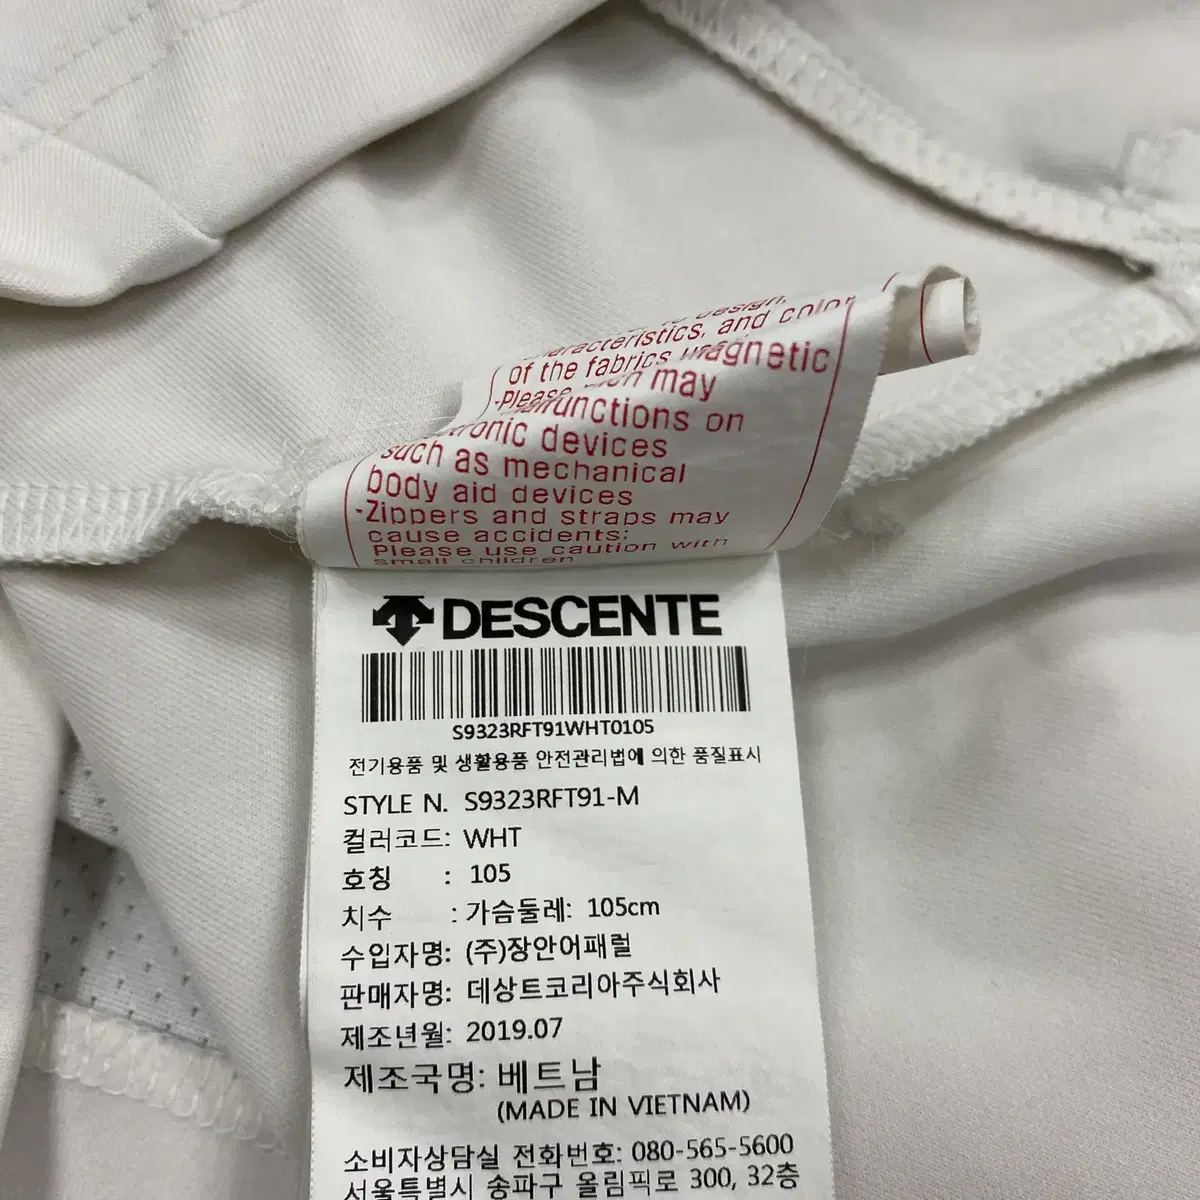 design,
characteristics, and color
of the fabrics
-Please
magnetic
may
malfunctions on
devices
such as mechanical
body aid devices
-Zippers and straps may
cause accidents;
Please use caution with
small children
DESCENTE
S9323RFT91WHT0105
전기용품 및 생활용품 안전관리법에 의한 품질표시
STYLE N. S9323RFT91-M
컬러코드: WHT
호칭 : 105
치수 : 가슴둘레: 105cm
수입자명: (주)장안어패럴
판매자명: 데상트코리아주식회사
제조년월: 2019.07
제조국명: 베트남
(MADE IN VIETNAM)
소비자상담실 전화번호: 080-565-5600
서울특별시 송파구 올림픽로 300, 32층